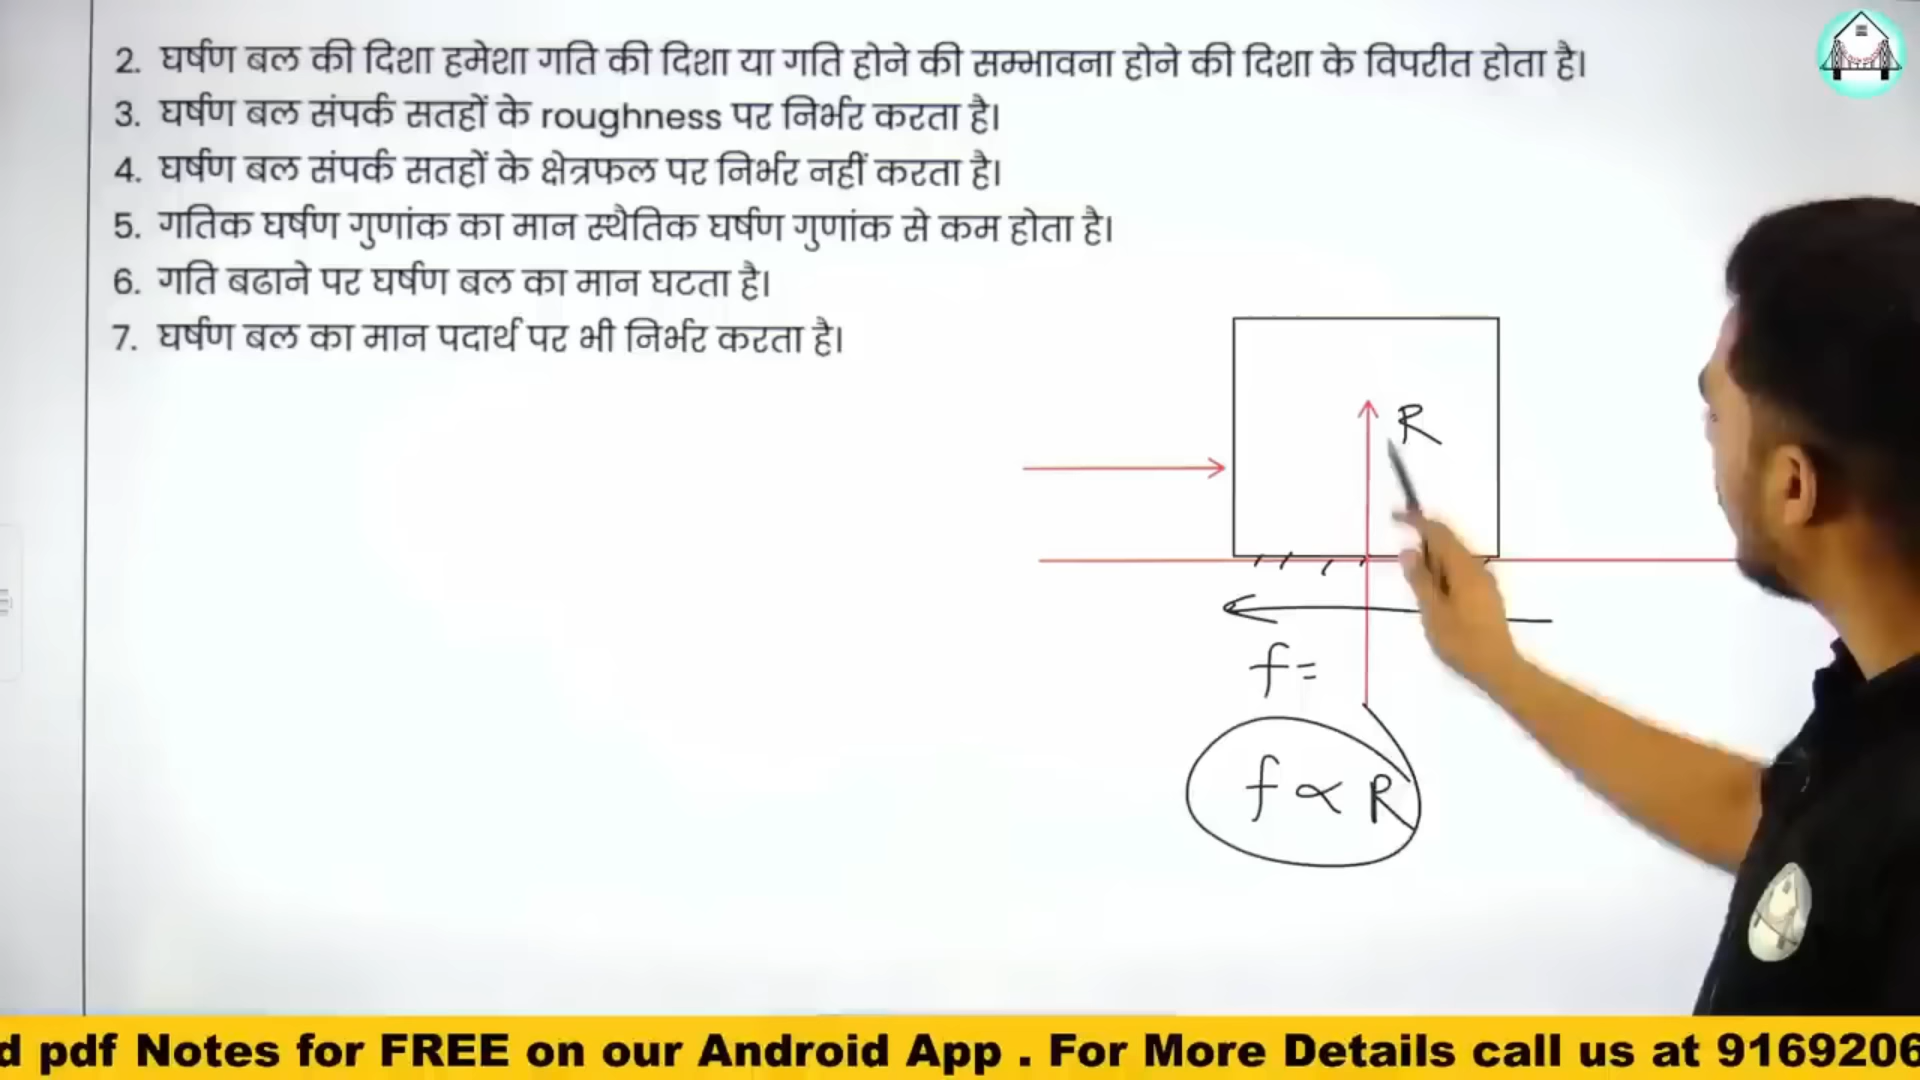 2. घर्षण बल की दिशा हमेशा गति की दिशा या गति होने की सम्भावना होने की दिशा के विपरीत होता है।
3. घर्षण बल संपर्क सतहों के roughness पर निर्भर करता है।
4. घर्षण बल संपर्क सतहों के क्षेत्रफल पर निर्भर नहीं करता है।
5. गतिक घर्षण गुणांक का मान स्थैतिक घर्षण गुणांक से कम होता है।
6. गति बढाने पर घर्षण बल का मान घटता है।
7. घर्षण बल का मान पदार्थ पर भी निर्भर करता है।
R
f=
f ∝ R
d pdf Notes for FREE on our Android App . For More Details call us at 9169206